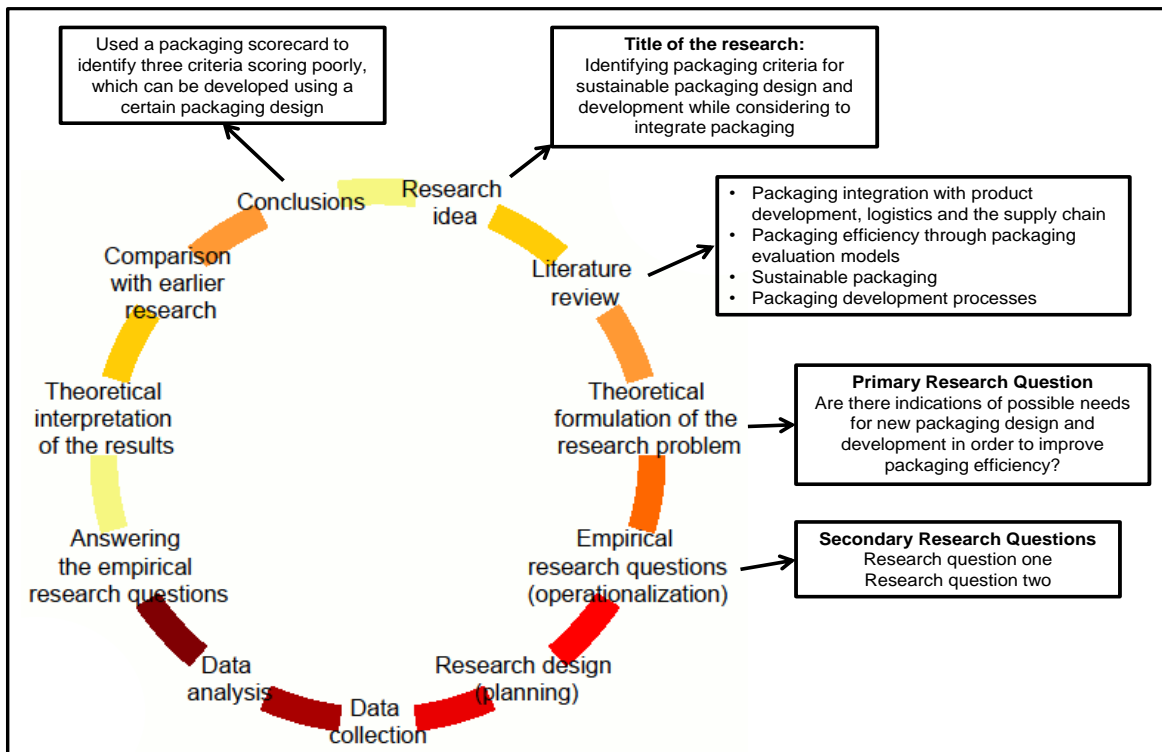 Used a packaging scorecard to
identify three criteria scoring poorly,
which can be developed using a
certain packaging design
Title of the research:
Identifying packaging criteria for
sustainable packaging design and
development while considering to
integrate packaging
Conclusions
Research
idea
• Packaging integration with product
development, logistics and the supply chain
• Packaging efficiency through packaging
evaluation models
• Sustainable packaging
• Packaging development processes
Literature
review
Comparison
with earlier
research
Theoretical
formulation of the
research problem
Primary Research Question
Are there indications of possible needs
for new packaging design and
development in order to improve
packaging efficiency?
Theoretical
interpretation
of the results
Empirical
research questions
(operationalization)
Secondary Research Questions
Research question one
Research question two
Answering
the empirical
research questions
Research design
(planning)
Data
analysis
Data
collection